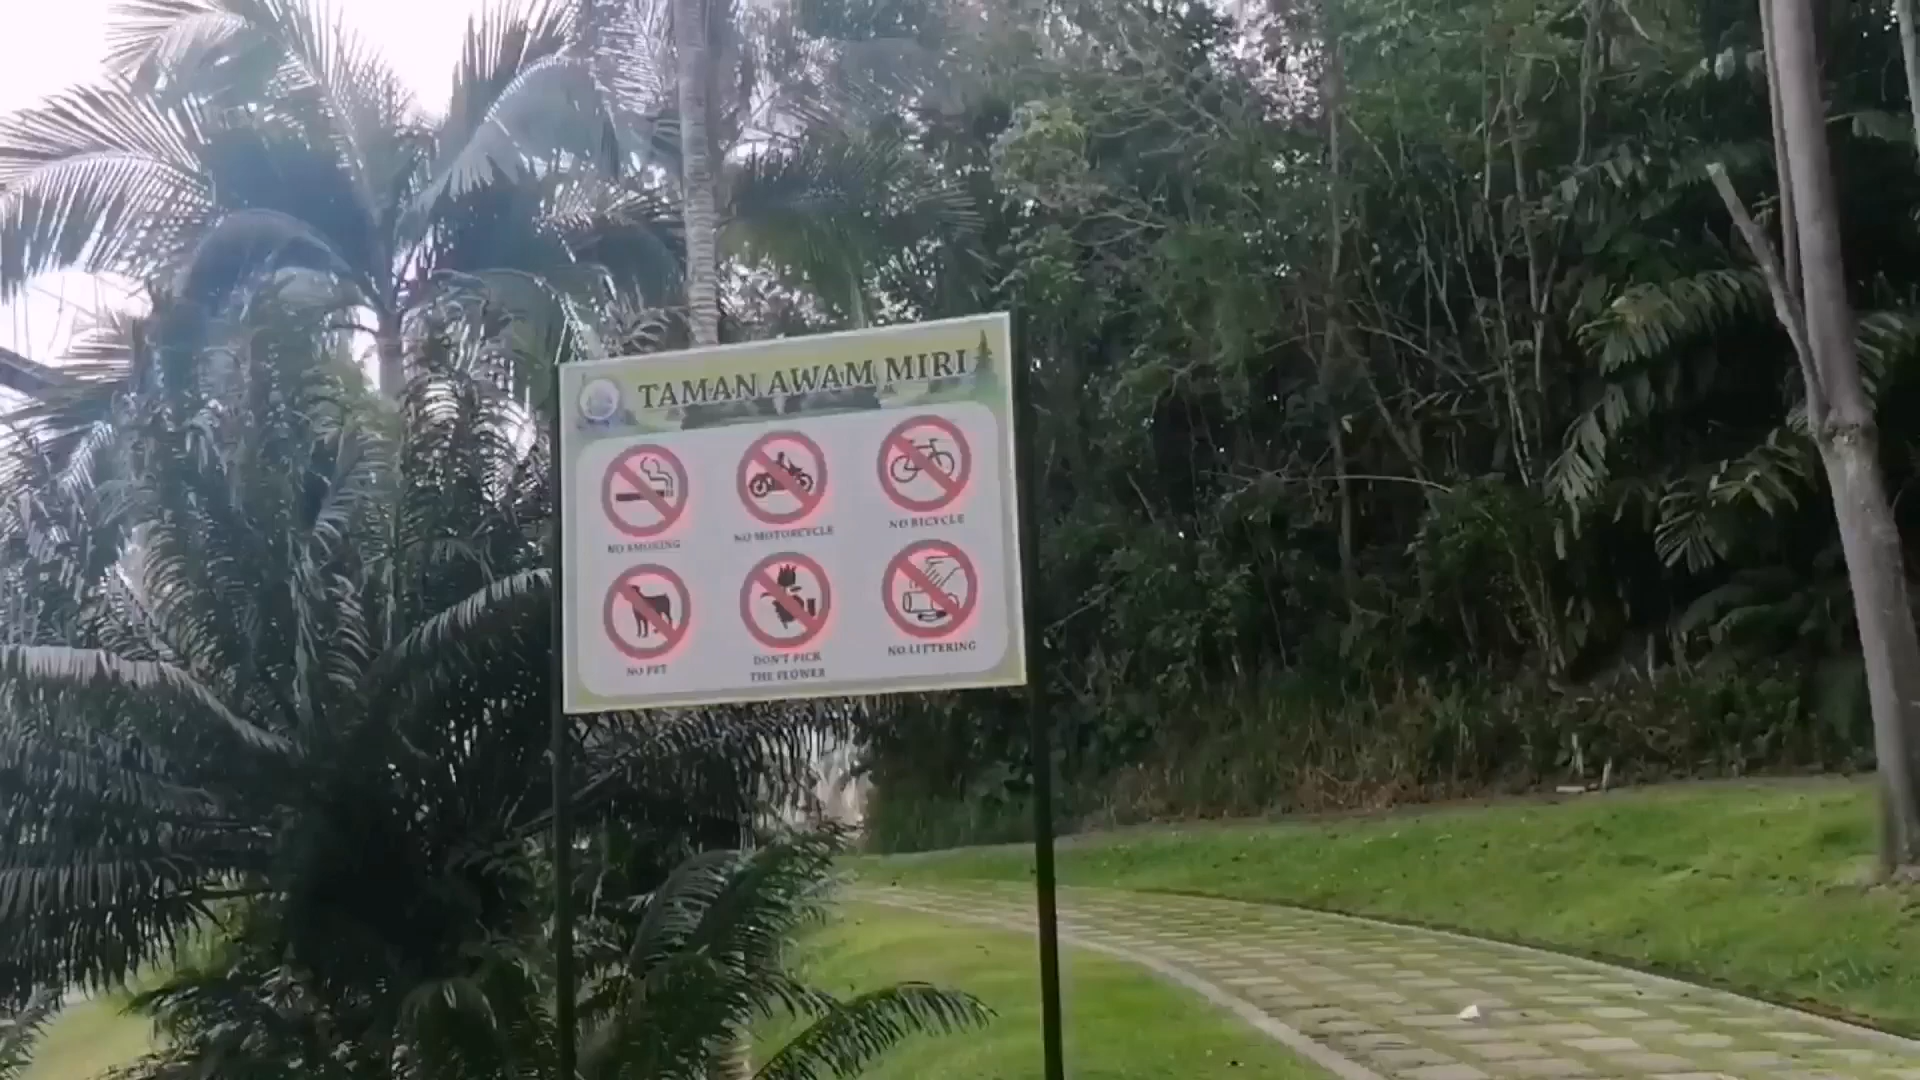 TAMAN AWAM MIRI
NO SMOKING
NO MOTORCYCLE
NO BICYCLE
NO PET
DON'T PICK
THE FLOWER
NO LITTERING